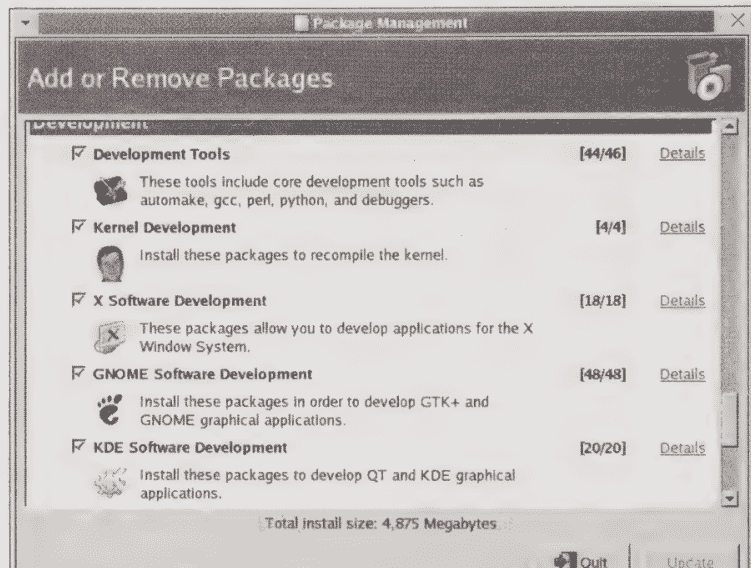 Package Management
Add or Remove Packages
Development
Development Tools [44/46] Details
These tools include core development tools such as
automake, gcc, perl, python, and debuggers.
Kernel Development [4/4] Details
Install these packages to recompile the kernel.
X Software Development [18/18] Details
These packages allow you to develop applications for the X
Window System.
GNOME Software Development [48/48] Details
Install these packages in order to develop GTK+ and
GNOME graphical applications.
KDE Software Development [20/20] Details
Install these packages to develop QT and KDE graphical
applications.
Total install size: 4,875 Megabytes
Quit Update